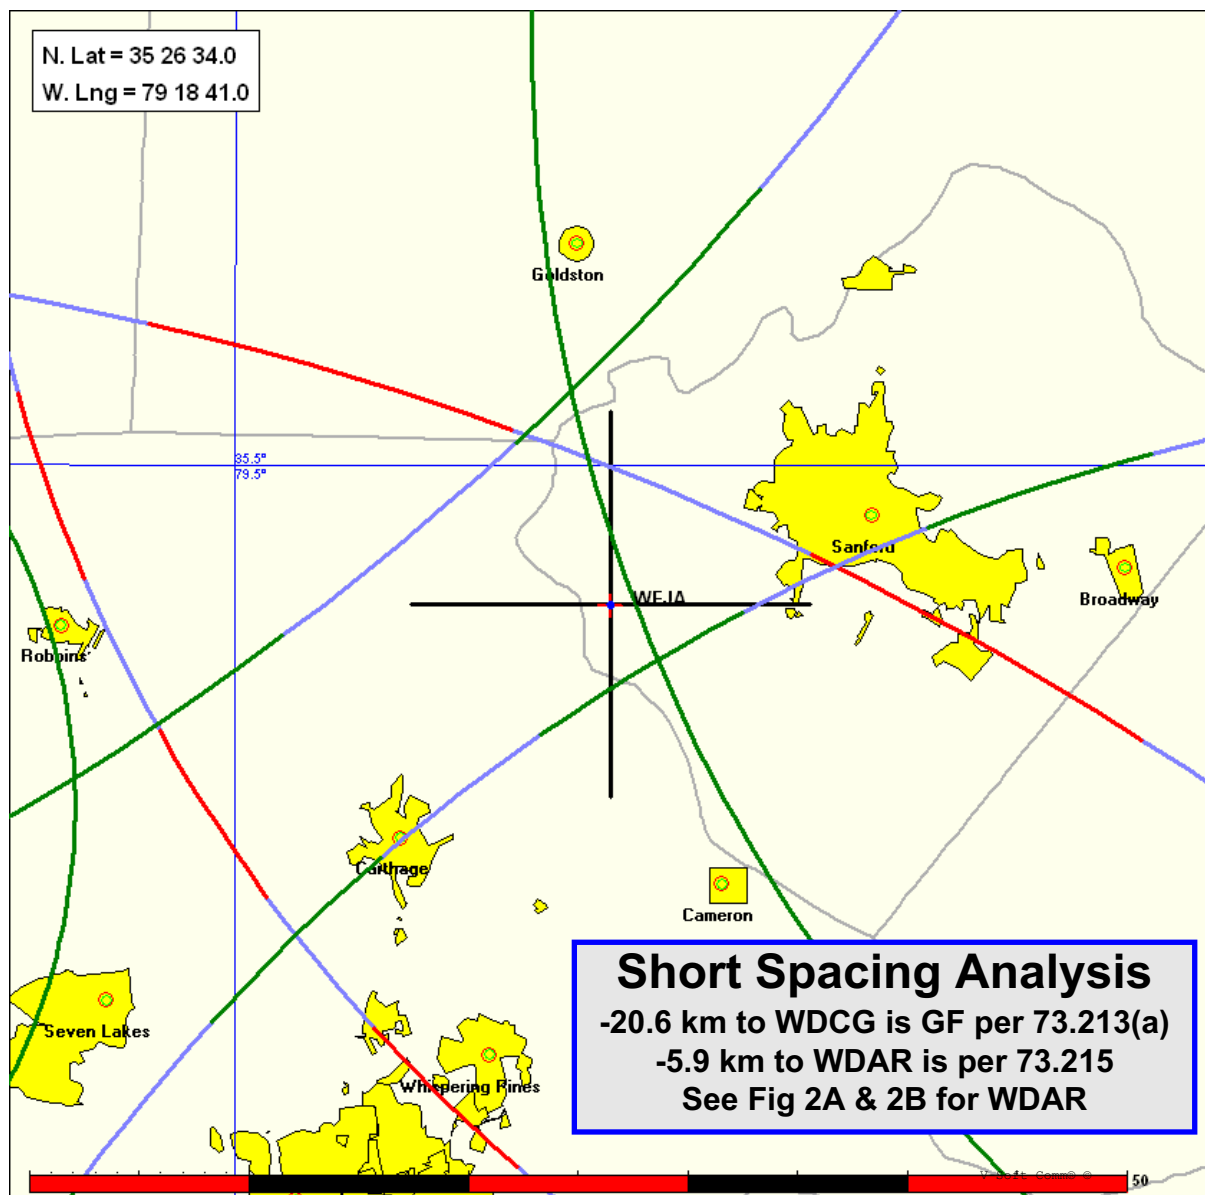 N. Lat = 35 26 34.0
W. Lng = 79 18 41.0
Goldston
35.5°
79.5°
Sanford
WEJA
Broadway
Robbins
Carthage
Cameron
Seven Lakes
Whispering Pines
Short Spacing Analysis
-20.6 km to WDCG is GF per 73.213(a)
-5.9 km to WDAR is per 73.215
See Fig 2A & 2B for WDAR
V-Soft Comm® ©
50